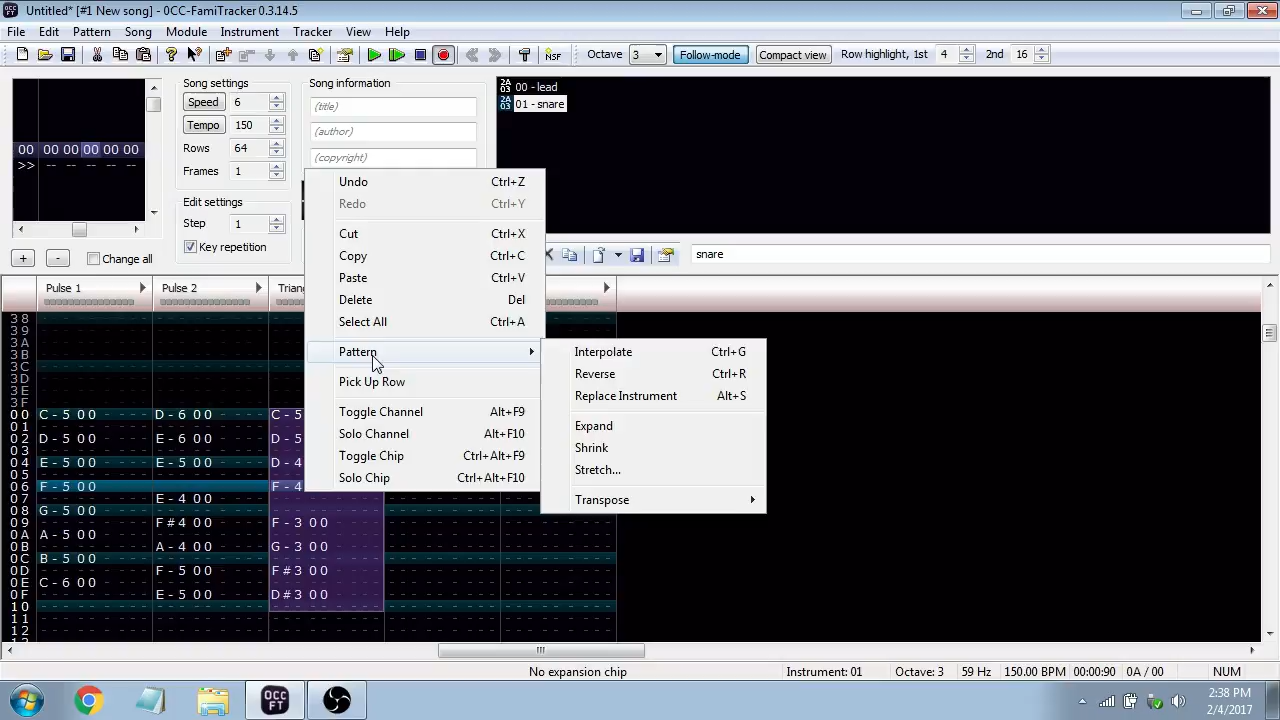 Untitled* [#1 New song] - 0CC-FamiTracker 0.3.14.5
File Edit Pattern Song Module Instrument Tracker View Help
Octave 3 Follow-mode Compact view Row highlight, 1st 4 2nd 16
NSF
Song settings
Speed 6
Tempo 150
Rows 64
Frames 1
Edit settings
Step 1
Key repetition
Song information
(title)
(author)
(copyright)
2A03 00 - lead
2A03 01 - snare
00 00 00 00 00 00
>> -- -- -- -- --
+ - Change all
snare
Undo Ctrl+Z
Redo Ctrl+Y
Cut Ctrl+X
Copy Ctrl+C
Paste Ctrl+V
Delete Del
Select All Ctrl+A
Pattern
Pick Up Row
Toggle Channel Alt+F9
Solo Channel Alt+F10
Toggle Chip Ctrl+Alt+F9
Solo Chip Ctrl+Alt+F10
Interpolate Ctrl+G
Reverse Ctrl+R
Replace Instrument Alt+S
Expand
Shrink
Stretch...
Transpose
Pulse 1 Pulse 2 Triang
38
39
3A
3B
3C
3D
3E
3F
00 C-5 00 D-6 00 C-5
01
02 D-5 00 E-6 00 D-5
03
04 E-5 00 E-5 00 D-4
05
06 F-5 00 F-4
07 E-4 00
08 G-5 00
09 F#4 00 F-3 00
0A A-5 00
0B A-4 00 G-3 00
0C B-5 00
0D F-5 00 F#3 00
0E C-6 00
0F E-5 00 D#3 00
10
11
12
No expansion chip Instrument: 01 Octave: 3 59 Hz 150.00 BPM 00:00:90 0A / 00 NUM
0CC
FT
2:38 PM
2/4/2017